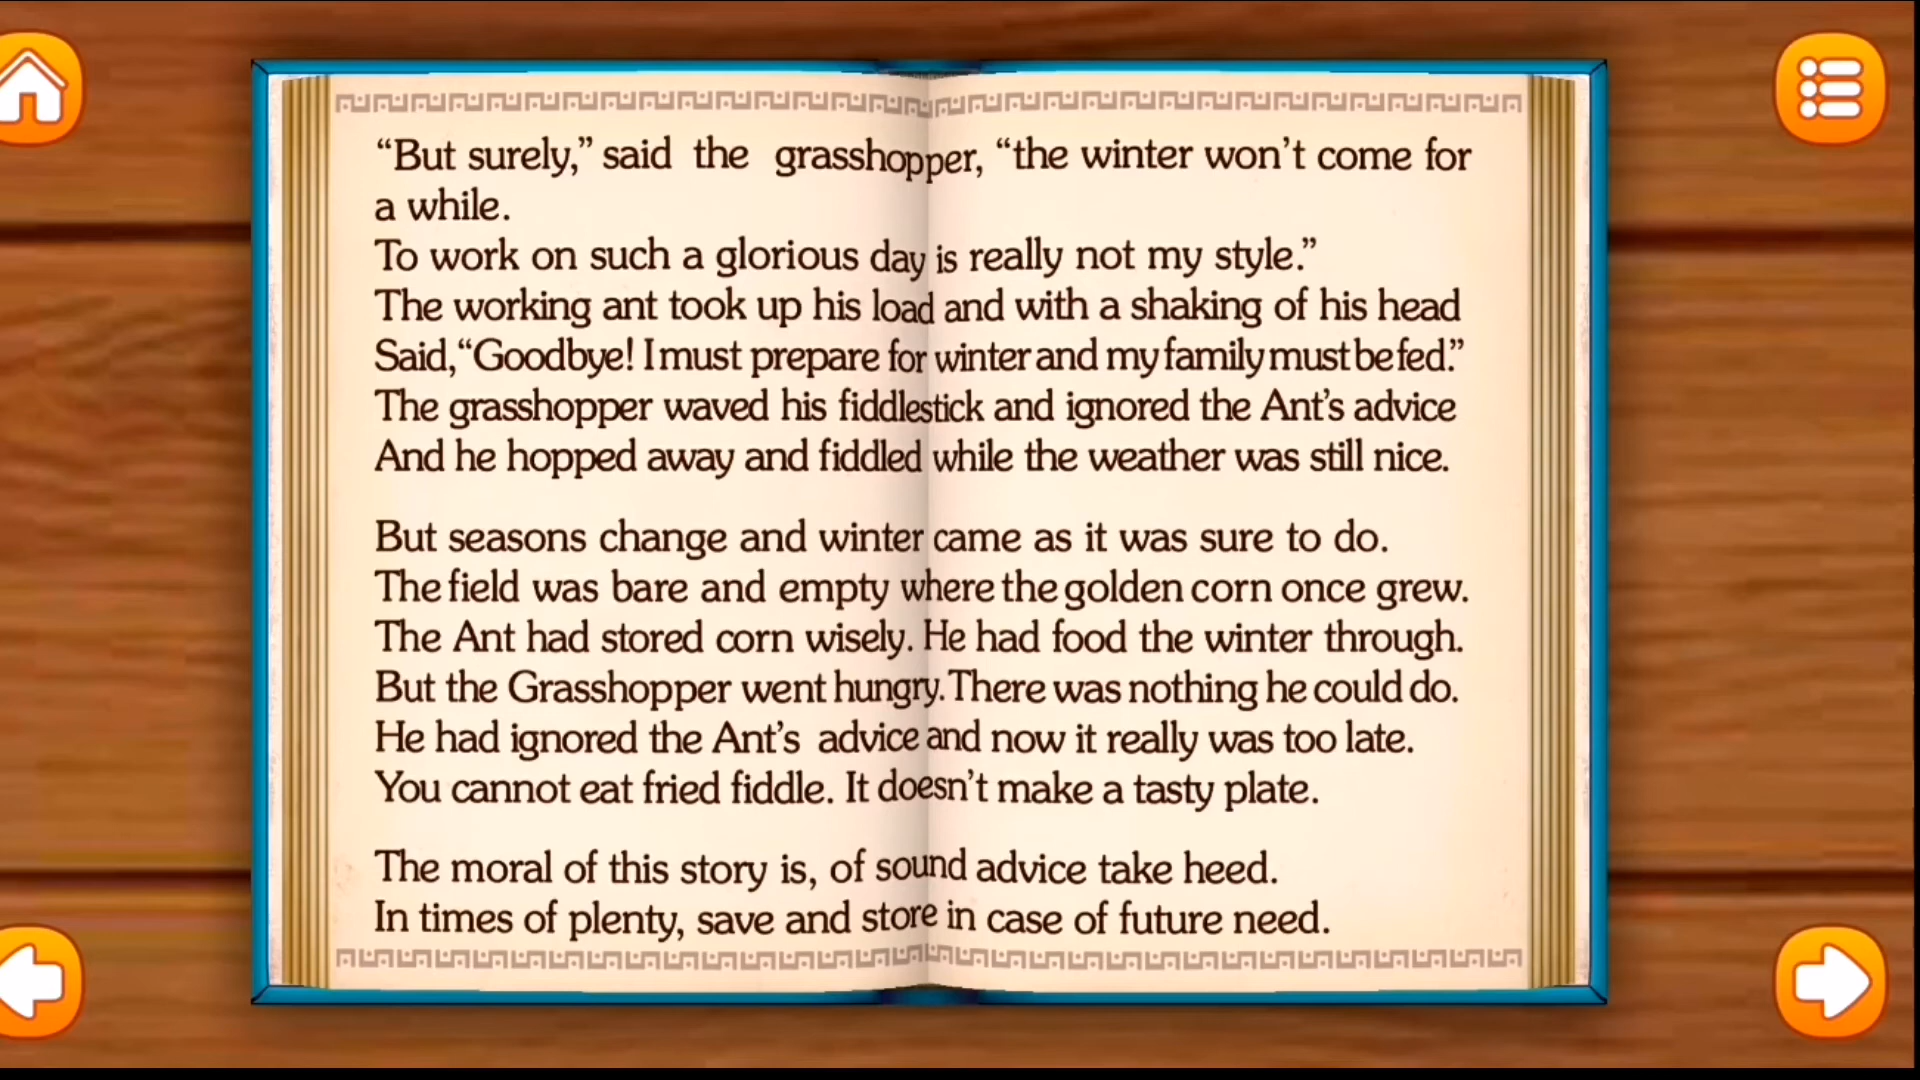 “But surely,” said the grasshopper, “the winter won’t come for
a while.
To work on such a glorious day is really not my style.”
The working ant took up his load and with a shaking of his head
Said,“Goodbye! I must prepare for winter and my family must be fed.”
The grasshopper waved his fiddlestick and ignored the Ant’s advice
And he hopped away and fiddled while the weather was still nice.
But seasons change and winter came as it was sure to do.
The field was bare and empty where the golden corn once grew.
The Ant had stored corn wisely. He had food the winter through.
But the Grasshopper went hungry. There was nothing he could do.
He had ignored the Ant’s advice and now it really was too late.
You cannot eat fried fiddle. It doesn’t make a tasty plate.
The moral of this story is, of sound advice take heed.
In times of plenty, save and store in case of future need.